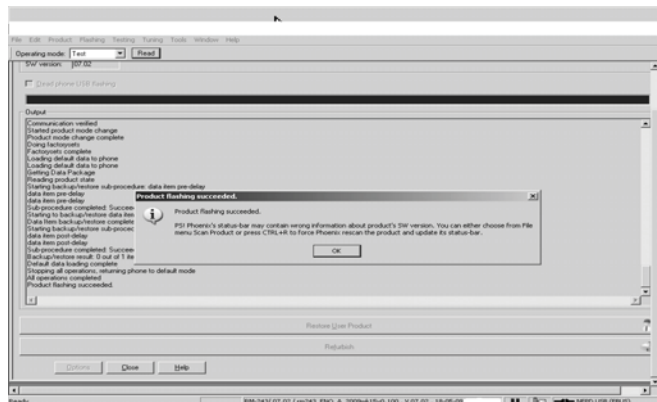 File Edit Product Flashing Testing Tuning Tools Window Help
Operating mode: Test Read
SW version: 07.02
Dead phone USB flashing
Output
Communication verified
Started product mode change
Product mode change complete
Doing factorysets
Factorysets complete
Loading default data to phone
Loading default data to phone
Getting Data Package
Reading product state
Starting backup/restore sub-procedure: data item pre-delay
data item pre-delay
data item pre-delay
Sub-procedure completed: Succee
Starting to backup/restore data item
Data Item backup/restore complete
Starting backup/restore sub-proced
data item post-delay
data item post-delay
Sub-procedure completed: Succee
Backup/restore result: 0 out of 1 ite
Default data loading complete
Stopping all operations, returning phone to default mode
All operations completed
Product flashing succeeded.
Product flashing succeeded.
Product flashing succeeded.
PSI Phoenix's status-bar may contain wrong information about product's SW version. You can either choose from File
menu Scan Product or press CTRL+R to force Phoenix rescan the product and update its status-bar.
OK
Restore User Product
Refurbish
Options Close Help
Ready